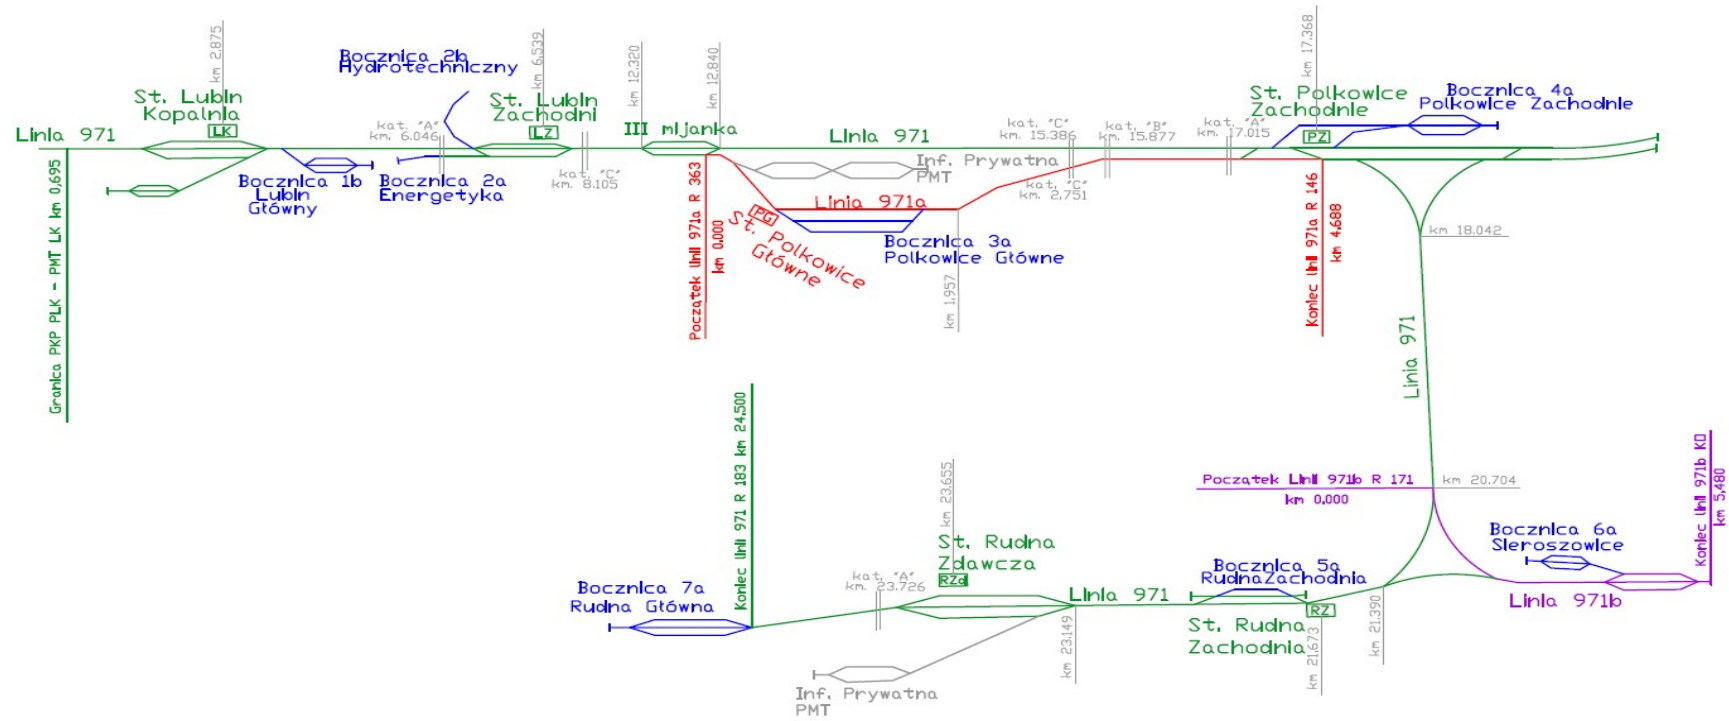 km 2.875
St. Lubin
Kopalnia
LK
Linia 971
Granica PKP PLK - PMT LK km 0,695
Bocznica 1b
Lubin
Główny
Bocznica 2b
Hydrotechniczny
kat. "A"
km. 6.046
Bocznica 2a
Energetyka
km 6,539
St. Lubin
Zachodni
LZ
kat. "C"
km. 8.105
km 12.320
III mijanka
km 12.840
Linia 971
Inf. Prywatna
PMT
Początek linii 971a R 363
km 0.000
PG
St. Polkowice
Główne
Linia 971a
Bocznica 3a
Polkowice Główne
km 1.957
kat. "C"
km. 15.386
kat. "C"
km. 2.751
kat. "B"
km. 15.877
kat. "A"
km. 17.015
km 17.368
St. Polkowice
Zachodnie
PZ
Bocznica 4a
Polkowice Zachodnie
Koniec linii 971a R 146
km 4.688
km 18.042
Linia 971
Początek Linii 971b R 171
km 0.000
km 20.704
Bocznica 6a
Sieroszowice
Koniec linii 971b
km 5,480
Linia 971b
Bocznica 5a
RudnaZachodnia
RZ
St. Rudna
Zachodnia
km 21.673
km 21.390
Linia 971
km 23.149
km 23.655
St. Rudna
Zdawcza
RZd
kat. "A"
km. 23.726
Koniec linii 971 R 183 km 24,500
Bocznica 7a
Rudna Główna
Inf. Prywatna
PMT